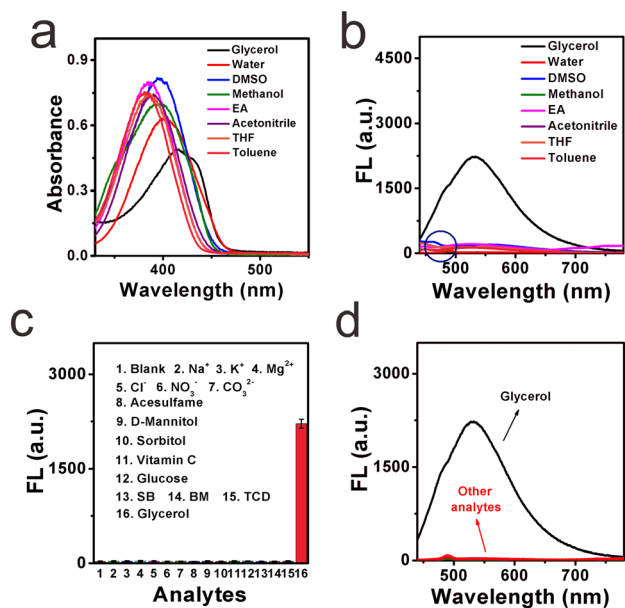 a
Absorbance
0.9
0.6
0.3
0.0
400
500
Wavelength (nm)
Glycerol
Water
DMSO
Methanol
EA
Acetonitrile
THF
Toluene
b
FL (a.u.)
4500
3000
1500
0
500
600
700
Wavelength (nm)
Glycerol
Water
DMSO
Methanol
EA
Acetonitrile
THF
Toluene
c
FL (a.u.)
3000
1500
0
1. Blank 2. Na⁺ 3. K⁺ 4. Mg²⁺
5. Cl⁻ 6. NO₃⁻ 7. CO₃²⁻
8. Acesulfame
9. D-Mannitol
10. Sorbitol
11. Vitamin C
12. Glucose
13. SB 14. BM 15. TCD
16. Glycerol
1 2 3 4 5 6 7 8 9 10 11 12 13 14 15 16
Analytes
d
FL (a.u.)
3000
1500
0
Glycerol
Other
analytes
500
600
700
Wavelength (nm)